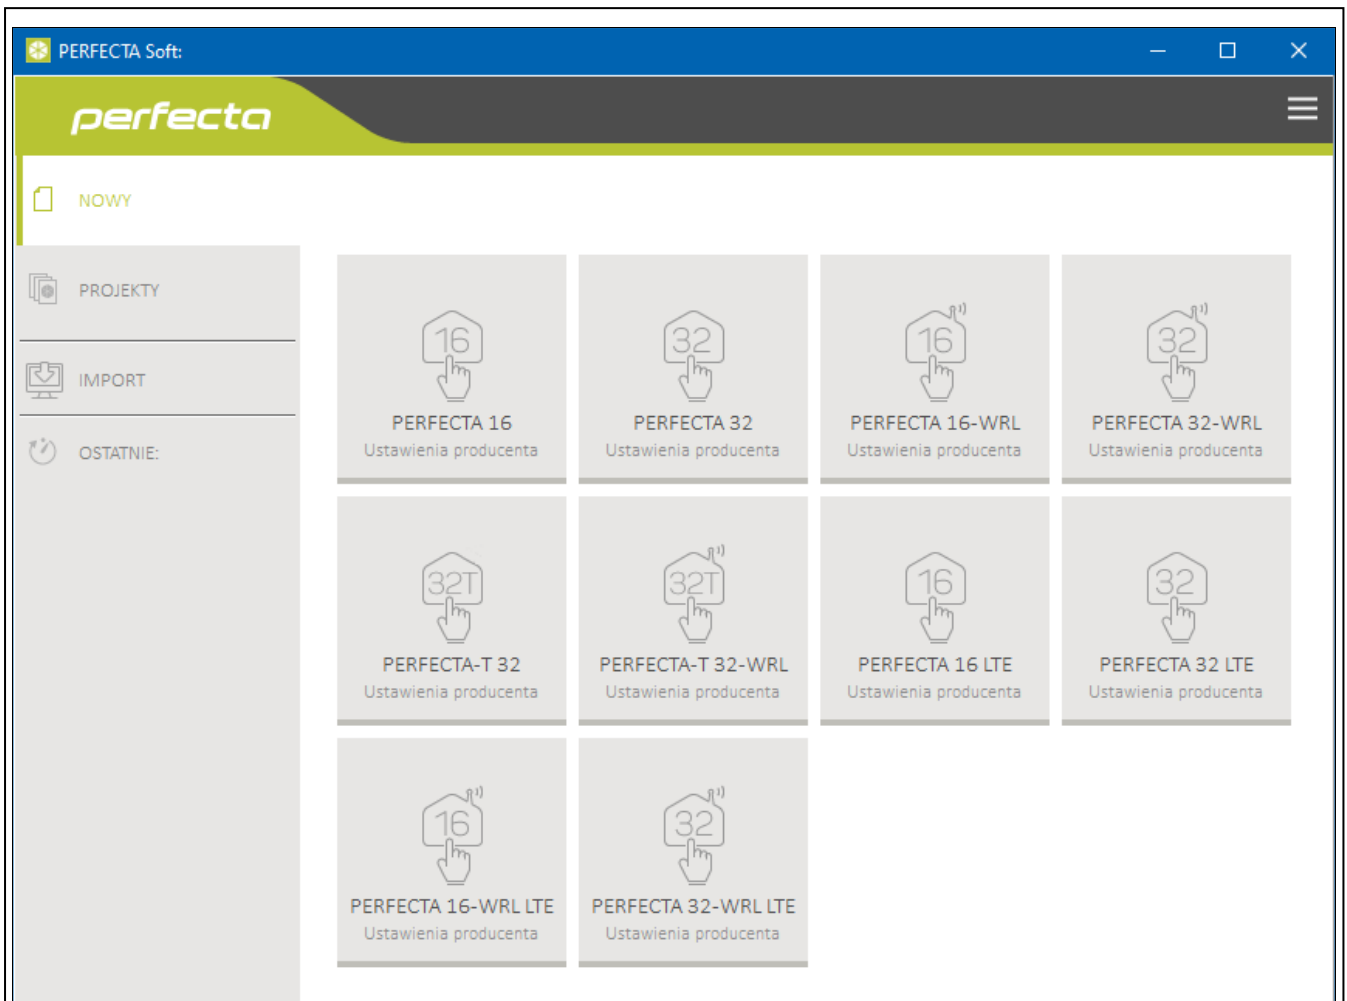 PERFECTA Soft:
perfecta
NOWY
PROJEKTY
IMPORT
OSTATNIE:
16
PERFECTA 16
Ustawienia producenta
32
PERFECTA 32
Ustawienia producenta
16
PERFECTA 16-WRL
Ustawienia producenta
32
PERFECTA 32-WRL
Ustawienia producenta
32T
PERFECTA-T 32
Ustawienia producenta
32T
PERFECTA-T 32-WRL
Ustawienia producenta
16
PERFECTA 16 LTE
Ustawienia producenta
32
PERFECTA 32 LTE
Ustawienia producenta
16
PERFECTA 16-WRL LTE
Ustawienia producenta
32
PERFECTA 32-WRL LTE
Ustawienia producenta